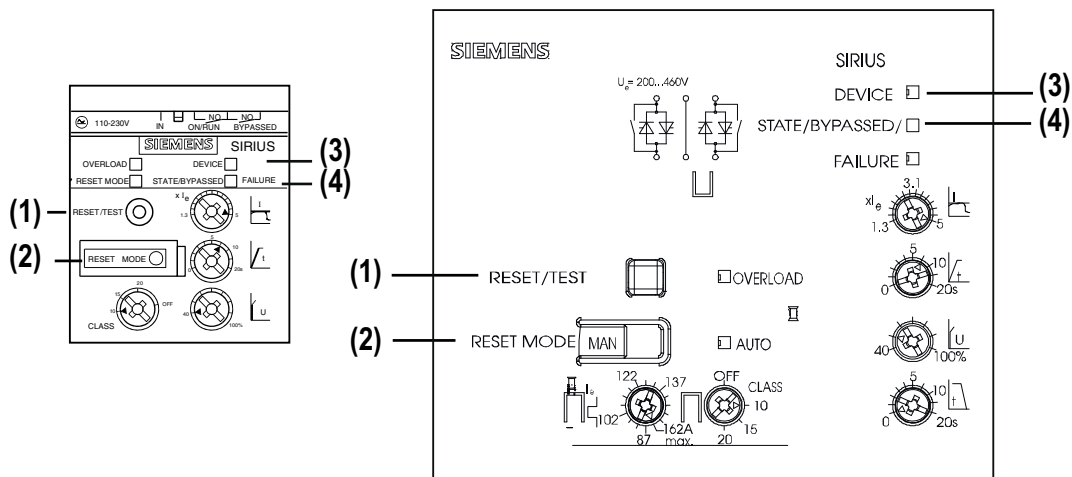 110-230V IN NO NO
ON/RUN BYPASSED
SIEMENS SIRIUS
OVERLOAD DEVICE (3)
RESET MODE STATE/BYPASSED FAILURE (4)
x Ie
1.3 5 I
(1) RESET/TEST
5 10
0 20s t
(2) RESET MODE
20
15 OFF
10
CLASS
40 100% U
SIEMENS
SIRIUS
Ue = 200...460V
DEVICE (3)
STATE/BYPASSED/ (4)
FAILURE
3.1
xIe
1.3 5 I
(1) RESET/TEST OVERLOAD
5
10
0 20s t
(2) RESET MODE MAN AUTO
40 100% U
Ie 122 137
102 162A
87 max.
OFF CLASS
10
15
20
5
10
0 20s t